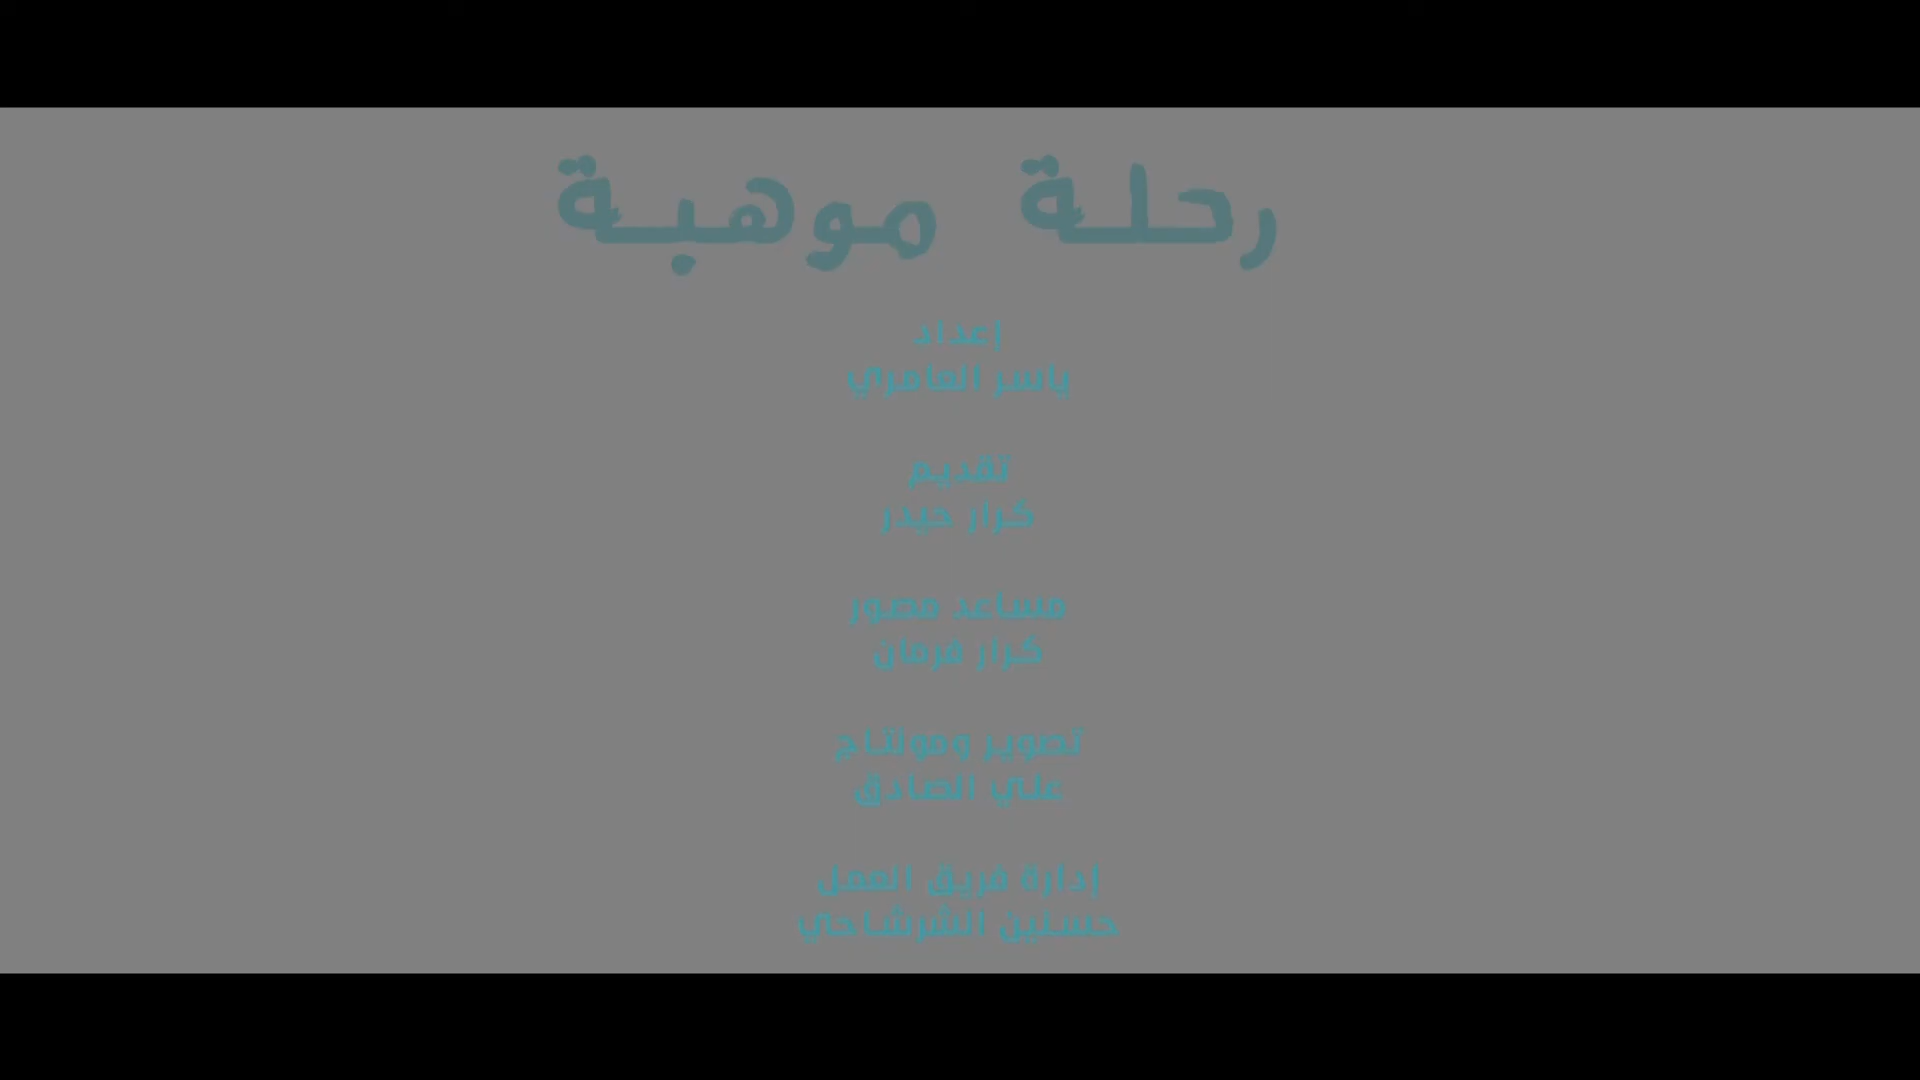 رحلة موهبة
إعداد
ياسر العامري
تقديم
كرار حيدر
مساعد مصور
كرار فرمان
تصوير ومونتاج
علي الصادق
إدارة فريق العمل
حسنين الشرشاحي